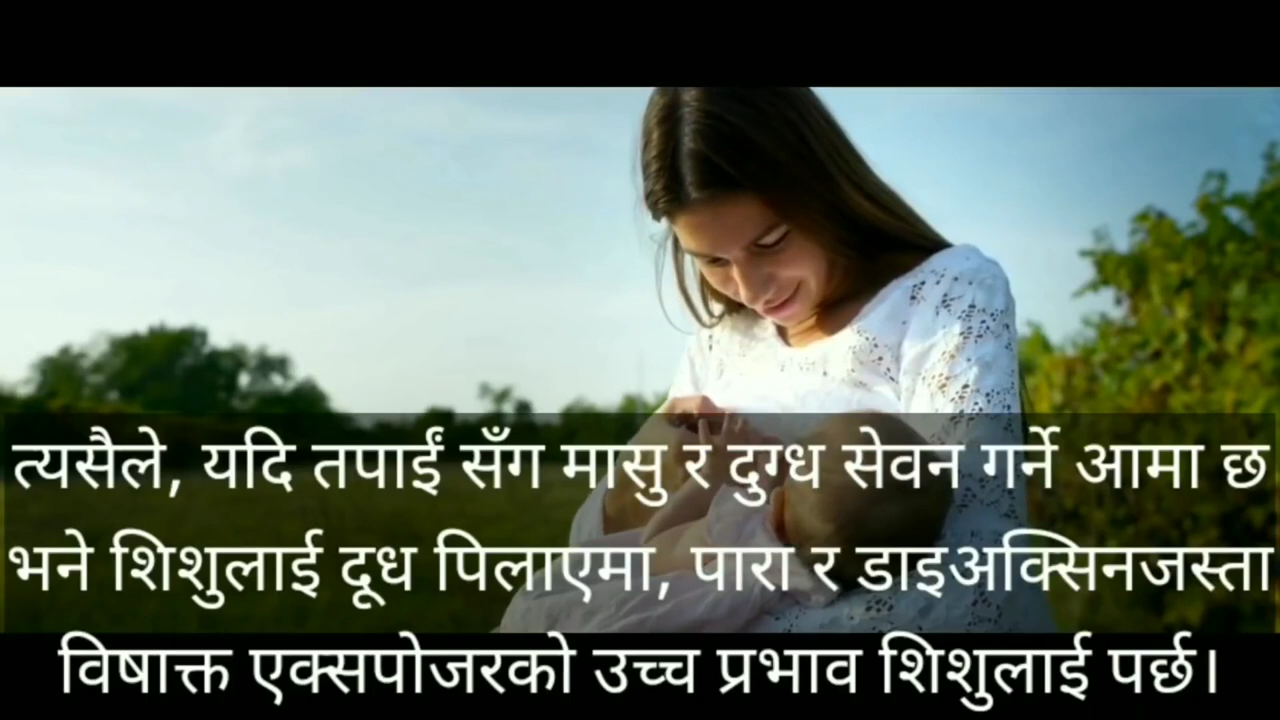 त्यसैले, यदि तपाईं सँग मासु र दुग्ध सेवन गर्ने आमा छ
भने शिशुलाई दूध पिलाएमा, पारा र डाइअक्सिनजस्ता
विषाक्त एक्सपोजरको उच्च प्रभाव शिशुलाई पर्छ।